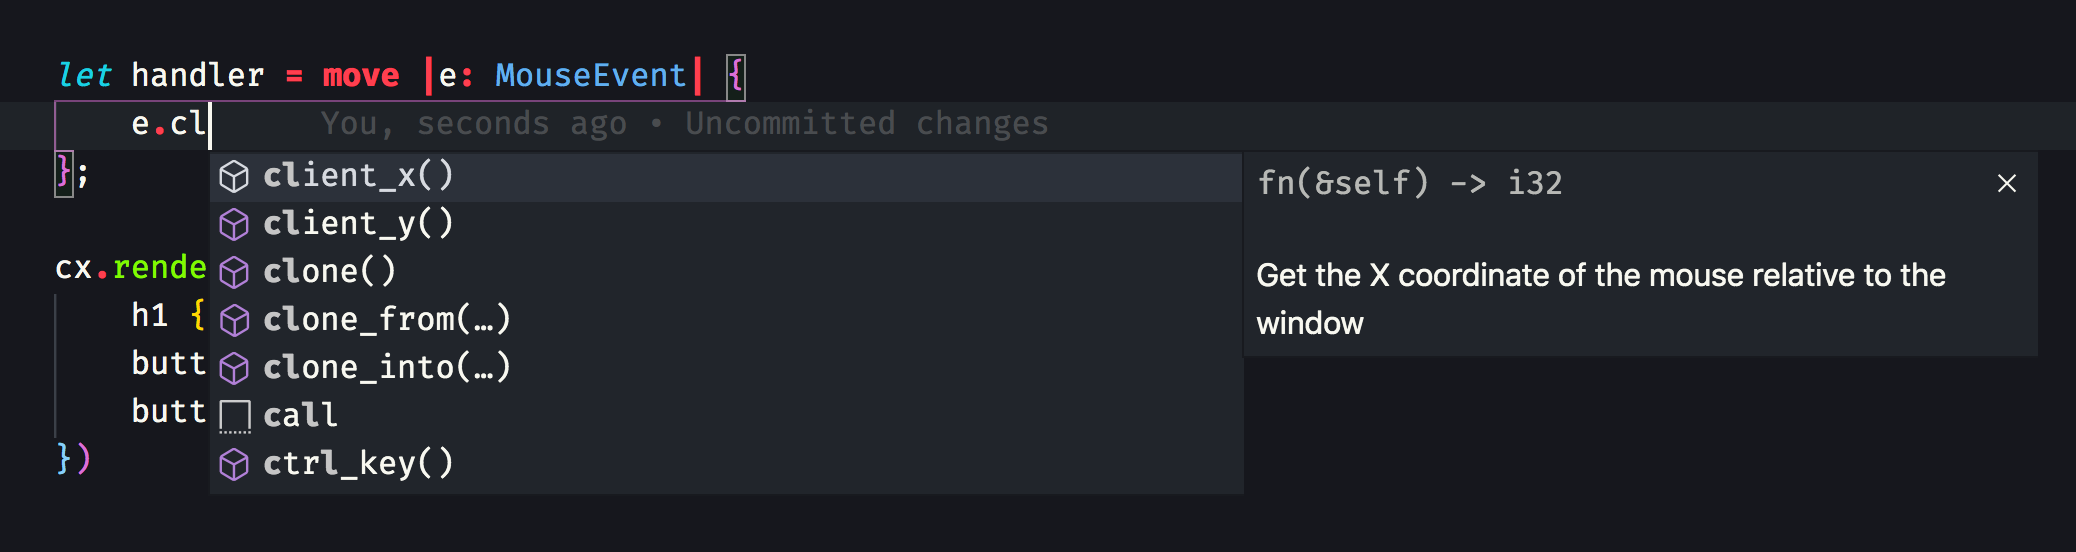 let handler = move |e: MouseEvent| {
e.cl You, seconds ago • Uncommitted changes
};
cx.rende
h1 {
butt
butt
})
client_x()
client_y()
clone()
clone_from(…)
clone_into(…)
call
ctrl_key()
fn(&self) -> i32
Get the X coordinate of the mouse relative to the
window